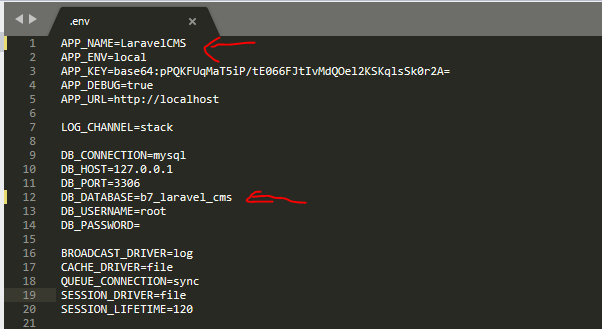 .env
1 APP_NAME=LaravelCMS
2 APP_ENV=local
3 APP_KEY=base64:pPQKFUqMaT5iP/tE066FJtIvMdQOel2KSKqlsSk0r2A=
4 APP_DEBUG=true
5 APP_URL=http://localhost
6
7 LOG_CHANNEL=stack
8
9 DB_CONNECTION=mysql
10 DB_HOST=127.0.0.1
11 DB_PORT=3306
12 DB_DATABASE=b7_laravel_cms
13 DB_USERNAME=root
14 DB_PASSWORD=
15
16 BROADCAST_DRIVER=log
17 CACHE_DRIVER=file
18 QUEUE_CONNECTION=sync
19 SESSION_DRIVER=file
20 SESSION_LIFETIME=120
21